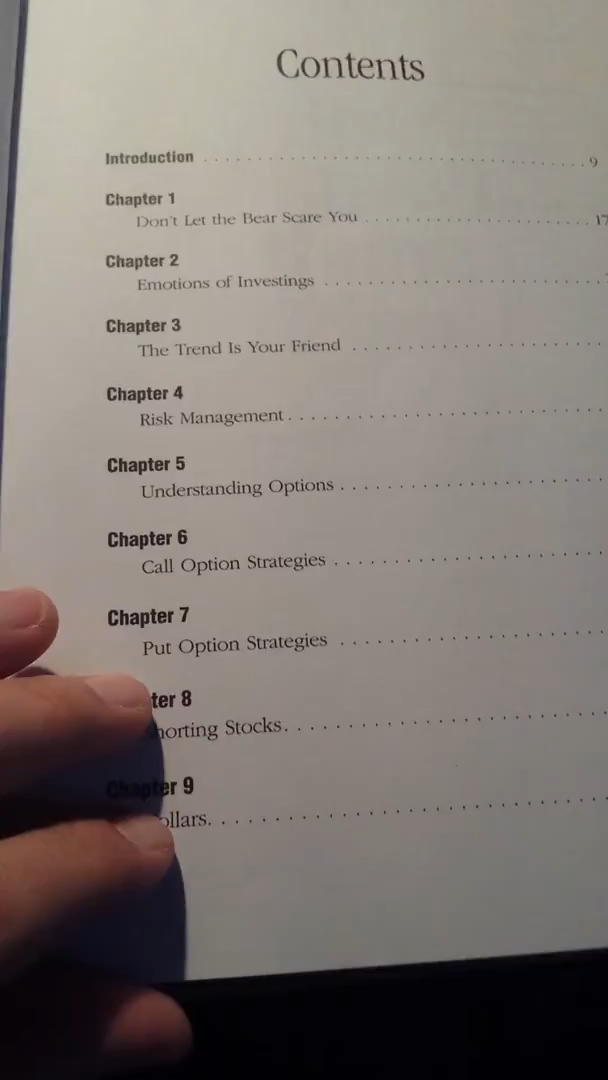 Contents
Introduction . . . . . . . . . . . . . . . . . . . . . . . . . . . . . . . . 9
Chapter 1
Don't Let the Bear Scare You . . . . . . . . . . . . . . . . . . . . 17
Chapter 2
Emotions of Investings . . . . . . . . . . . . . . . . . . . . . . .
Chapter 3
The Trend Is Your Friend . . . . . . . . . . . . . . . . . . . . .
Chapter 4
Risk Management . . . . . . . . . . . . . . . . . . . . . . . . . .
Chapter 5
Understanding Options . . . . . . . . . . . . . . . . . . . . . .
Chapter 6
Call Option Strategies . . . . . . . . . . . . . . . . . . . . . .
Chapter 7
Put Option Strategies . . . . . . . . . . . . . . . . . . . . . .
ter 8
horting Stocks . . . . . . . . . . . . . . . . . . . . . . . . . .
Chapter 9
ollars . . . . . . . . . . . . . . . . . . . . . . . . . . . . . .